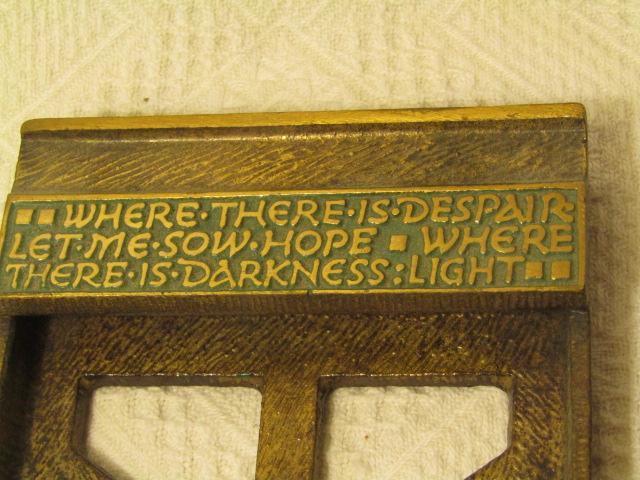 WHERE·THERE·IS·DESPAIR·
LET·ME·SOW·HOPE ▪ WHERE
THERE·IS·DARKNESS:LIGHT